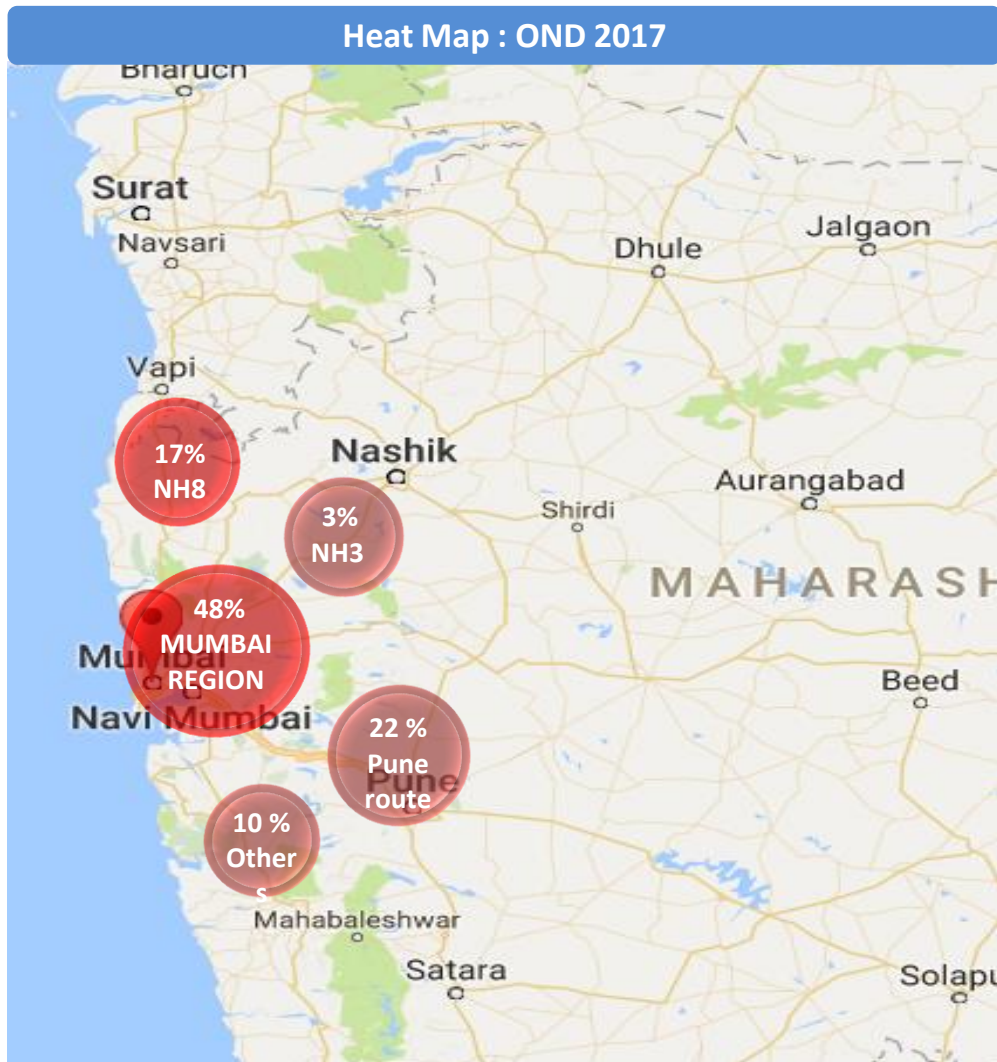 Heat Map : OND 2017
Bharuch
Surat
Navsari
Dhule
Jalgaon
Vapi
17%
NH8
Nashik
Aurangabad
Shirdi
3%
NH3
MAHARASH
48%
MUMBAI
REGION
Mumbai
Navi Mumbai
Beed
22 %
Pune
route
Pune
10 %
Other
s
Mahabaleshwar
Satara
Solapu